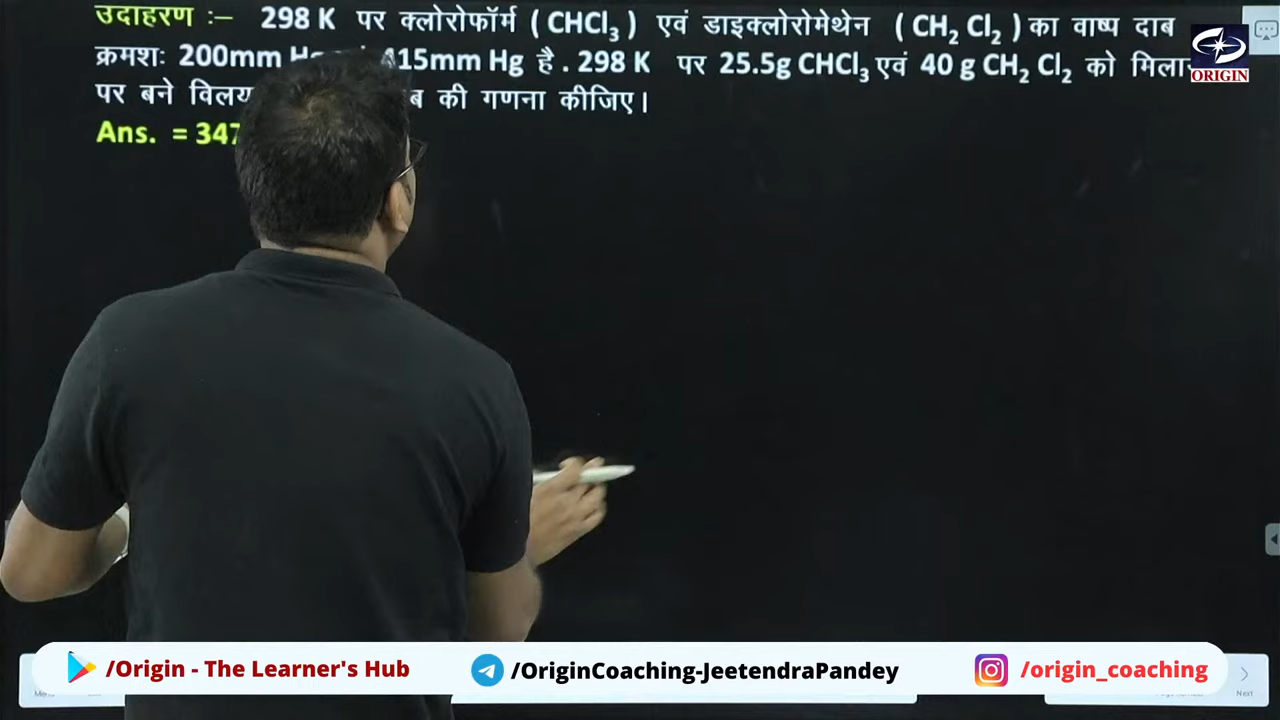 उदाहरण :– 298 K पर क्लोरोफॉर्म ( CHCl₃ ) एवं डाइक्लोरोमेथेन ( CH₂ Cl₂ ) का वाष्प दाब
क्रमशः 200mm 415mm Hg है . 298 K पर 25.5g CHCl₃ एवं 40 g CH₂ Cl₂ को
पर बने की गणना कीजिए।
Ans. = 347
ORIGIN
/Origin - The Learner's Hub
/OriginCoaching-JeetendraPandey
/origin_coaching
Next